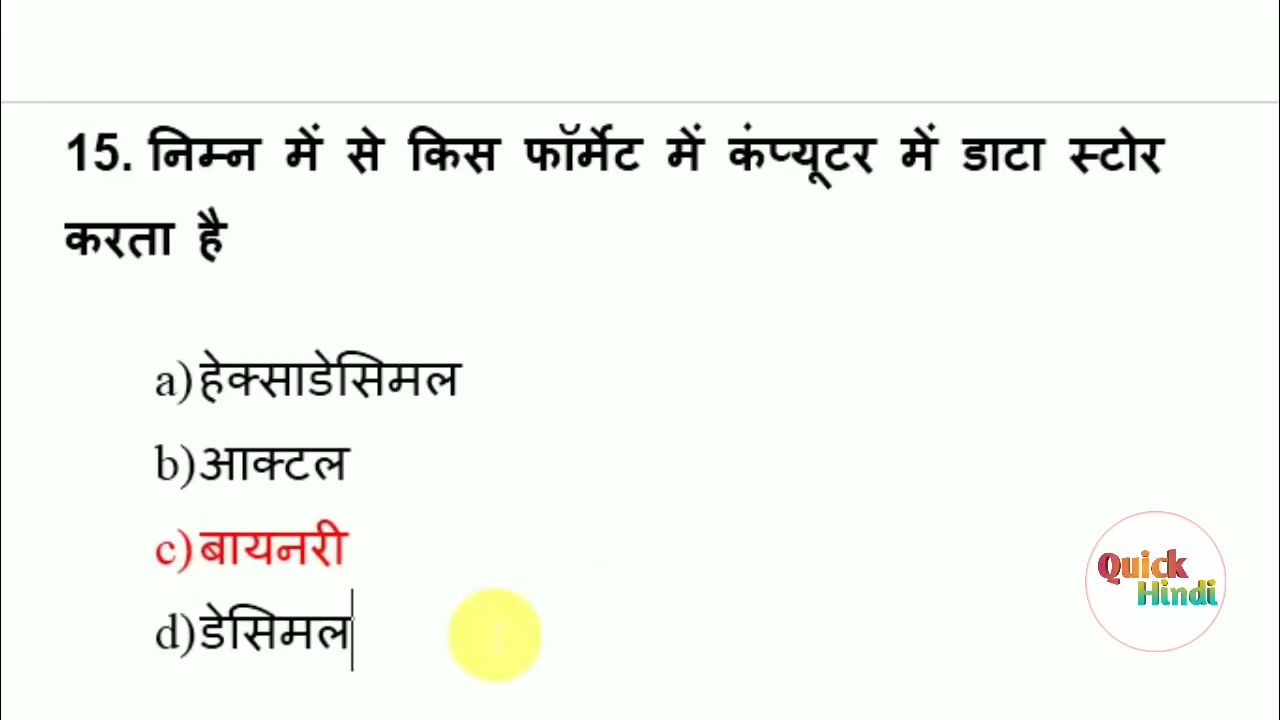 15. निम्न में से किस फॉर्मेट में कंप्यूटर में डाटा स्टोर
करता है
a)हेक्साडेसिमल
b)आक्टल
c)बायनरी
d)डेसिमल
Quick
Hindi